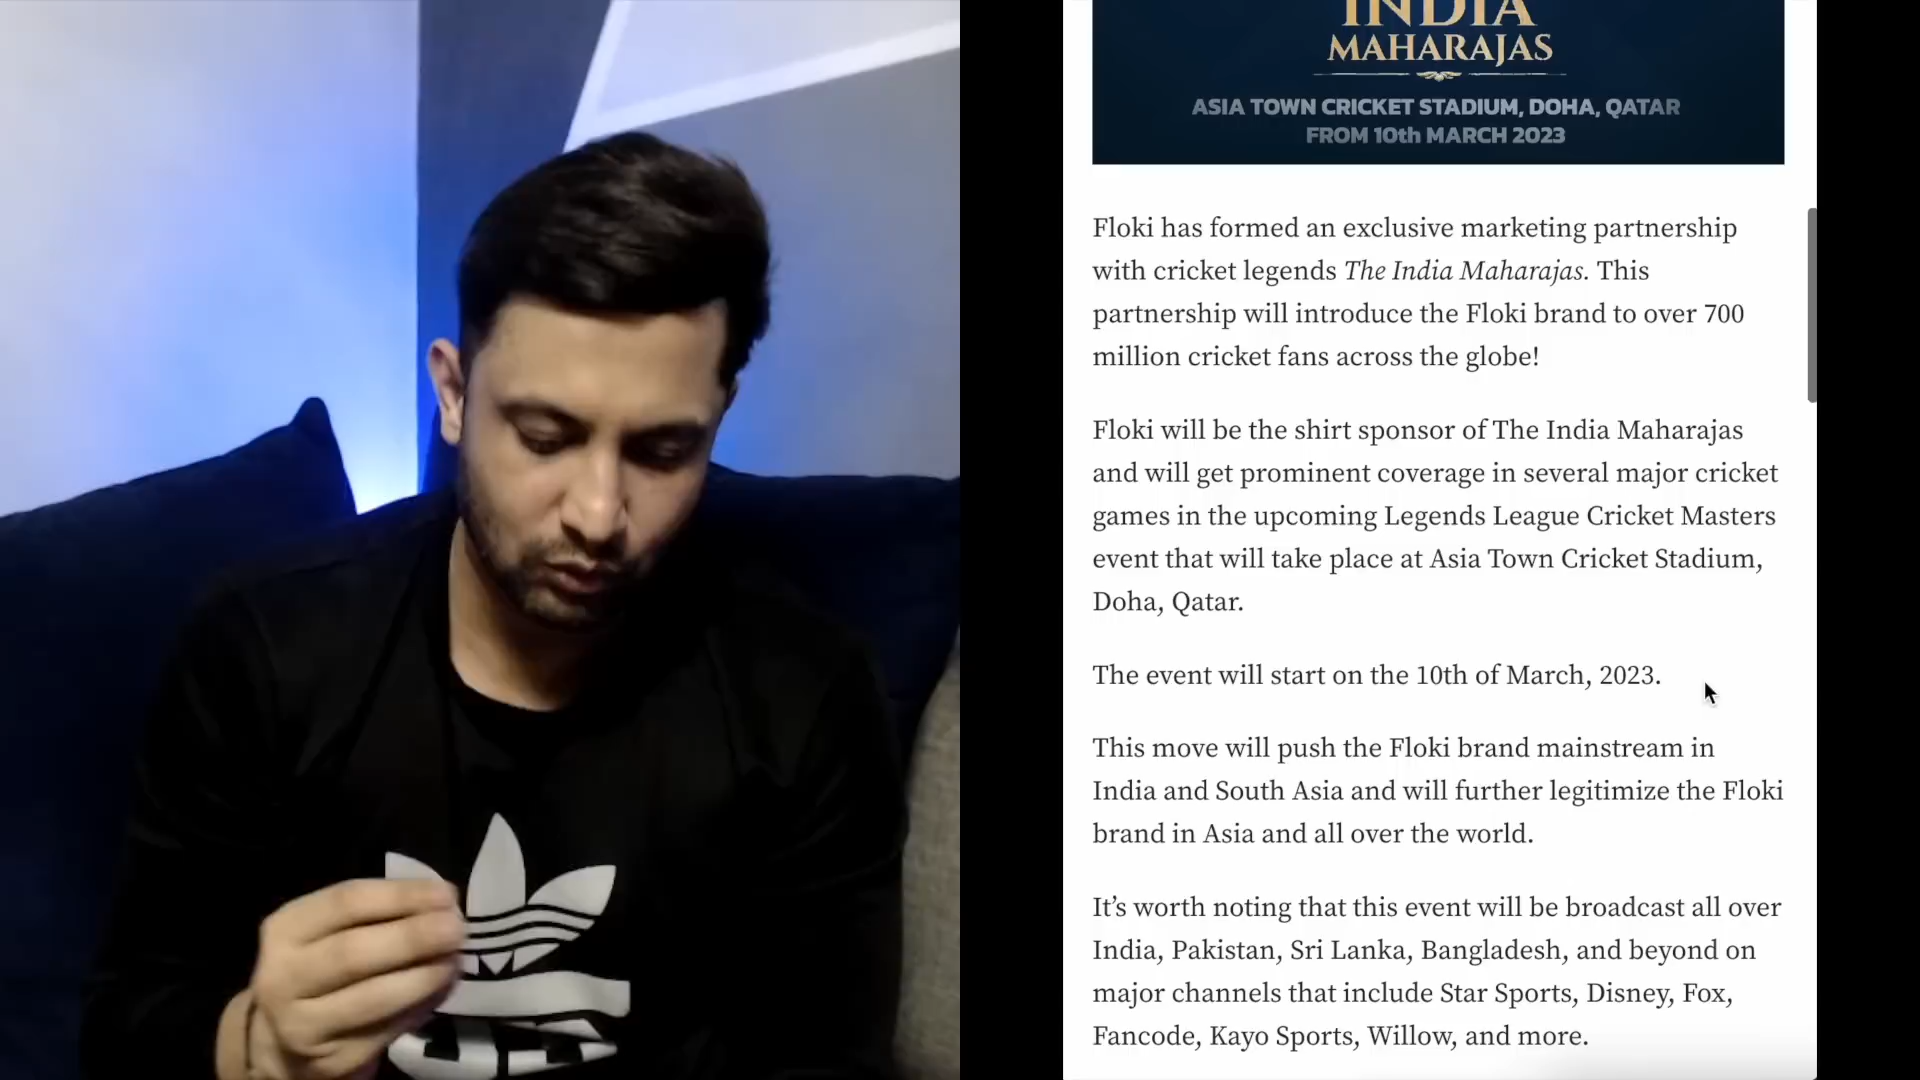 INDIA
MAHARAJAS
ASIA TOWN CRICKET STADIUM, DOHA, QATAR
FROM 10th MARCH 2023
Floki has formed an exclusive marketing partnership
with cricket legends The India Maharajas. This
partnership will introduce the Floki brand to over 700
million cricket fans across the globe!
Floki will be the shirt sponsor of The India Maharajas
and will get prominent coverage in several major cricket
games in the upcoming Legends League Cricket Masters
event that will take place at Asia Town Cricket Stadium,
Doha, Qatar.
The event will start on the 10th of March, 2023.
This move will push the Floki brand mainstream in
India and South Asia and will further legitimize the Floki
brand in Asia and all over the world.
It’s worth noting that this event will be broadcast all over
India, Pakistan, Sri Lanka, Bangladesh, and beyond on
major channels that include Star Sports, Disney, Fox,
Fancode, Kayo Sports, Willow, and more.